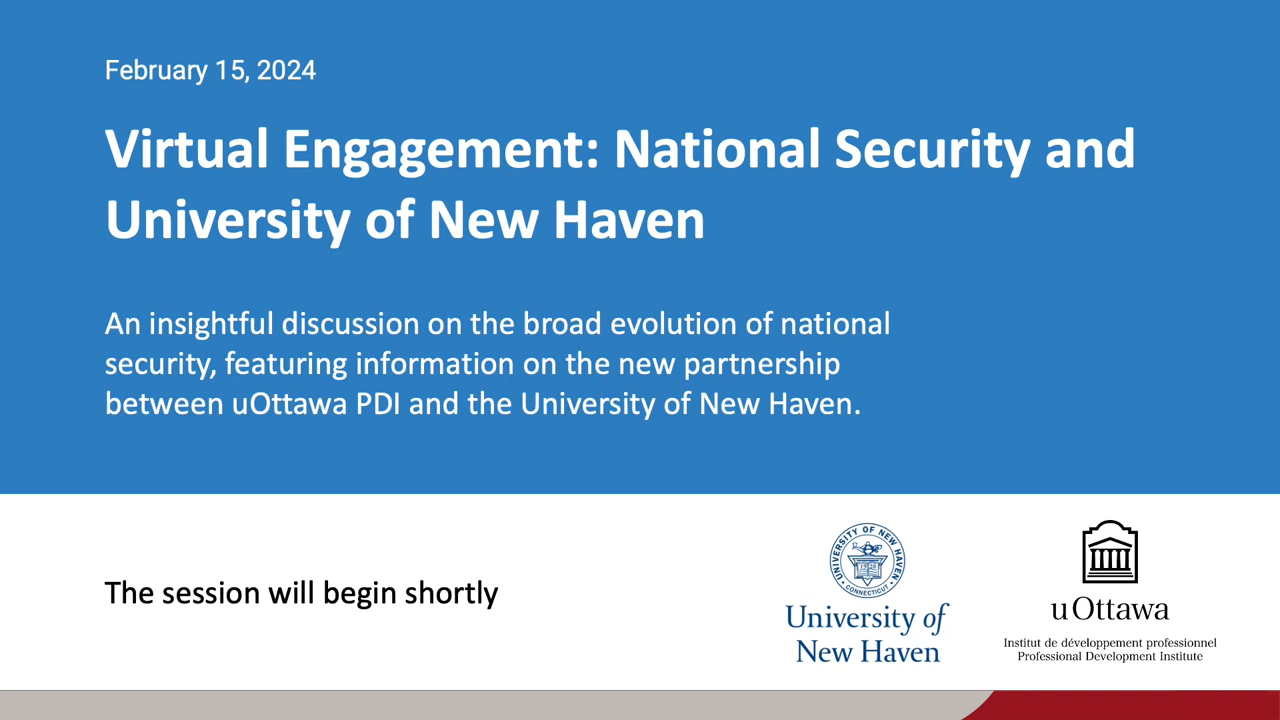 February 15, 2024
Virtual Engagement: National Security and
University of New Haven
An insightful discussion on the broad evolution of national
security, featuring information on the new partnership
between uOttawa PDI and the University of New Haven.
The session will begin shortly
UNIVERSITY OF NEW HAVEN
CONNECTICUT
University of
New Haven
uOttawa
Institut de développement professionnel
Professional Development Institute